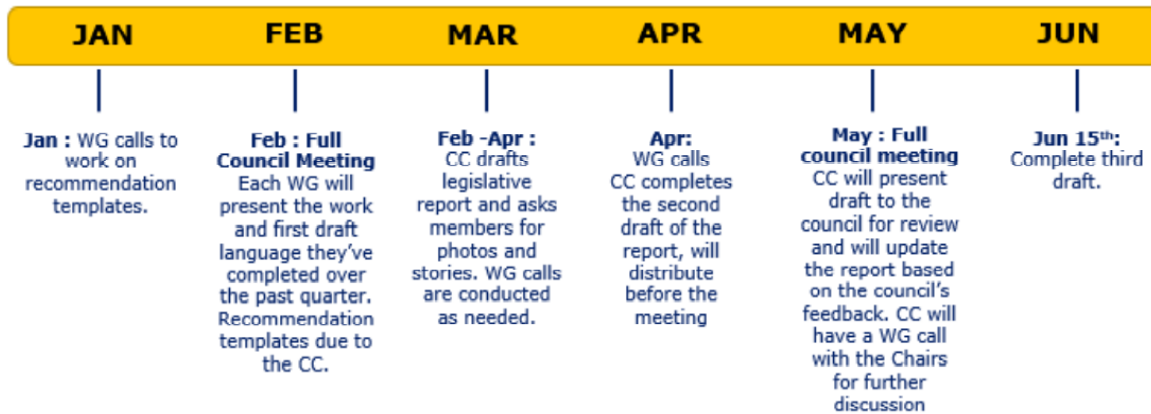 JAN
FEB
MAR
APR
MAY
JUN
Jan : WG calls to
work on
recommendation
templates.
Feb : Full
Council Meeting
Each WG will
present the work
and first draft
language they've
completed over
the past quarter.
Recommendation
templates due to
the CC.
Feb -Apr :
CC drafts
legislative
report and asks
members for
photos and
stories. WG calls
are conducted
as needed.
Apr:
WG calls
CC completes
the second
draft of the
report, will
distribute
before the
meeting
May : Full
council meeting
CC will present
draft to the
council for review
and will update
the report based
on the council's
feedback. CC will
have a WG call
with the Chairs
for further
discussion
Jun 15th:
Complete third
draft.